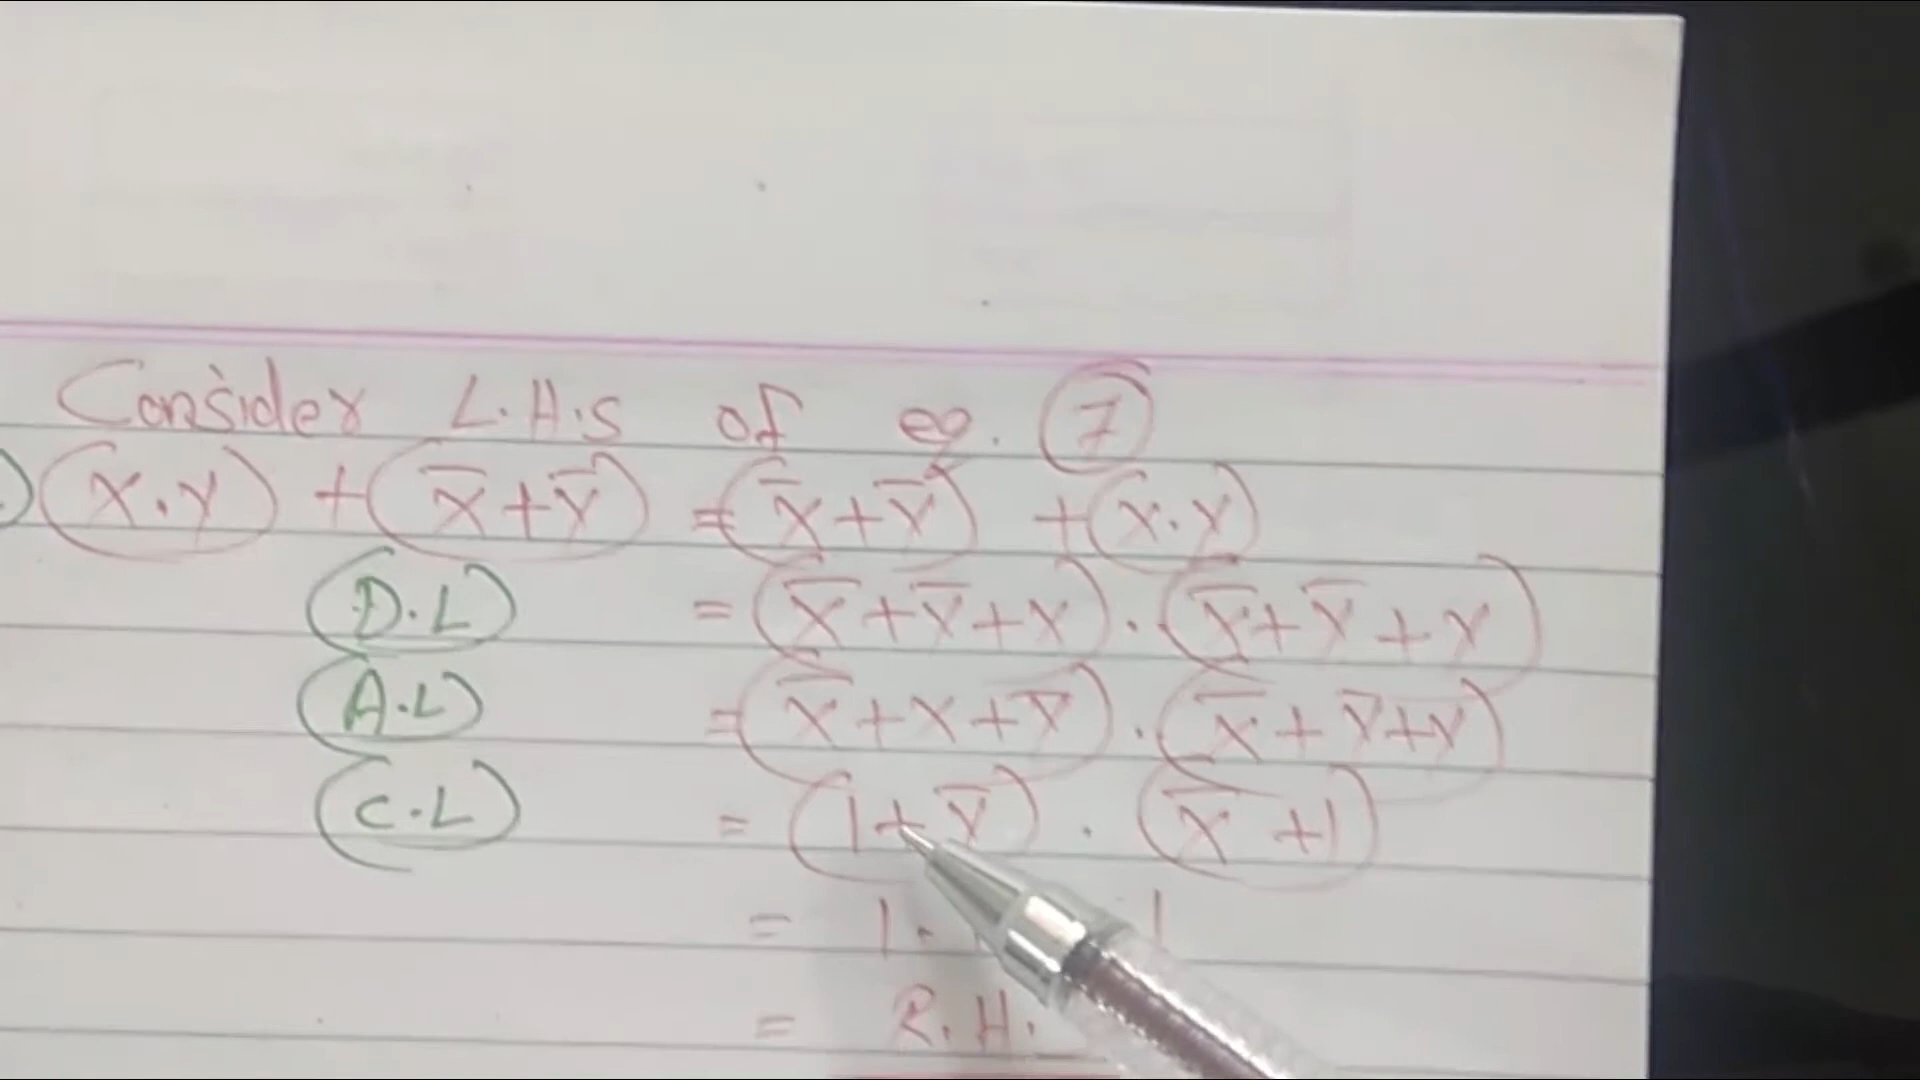 Consider L.H.S of eq. 7
(X.Y) + (X̅+Y̅) = (X̅+Y̅) + (X.Y)
(D.L) = (X̅+Y̅+X).(X̅+Y̅+Y)
(A.L) = (X̅+X+Y̅).(X̅+Y̅+Y)
(C.L) = (1+Y̅).(X̅+1)
= 1. 1
= R.H.